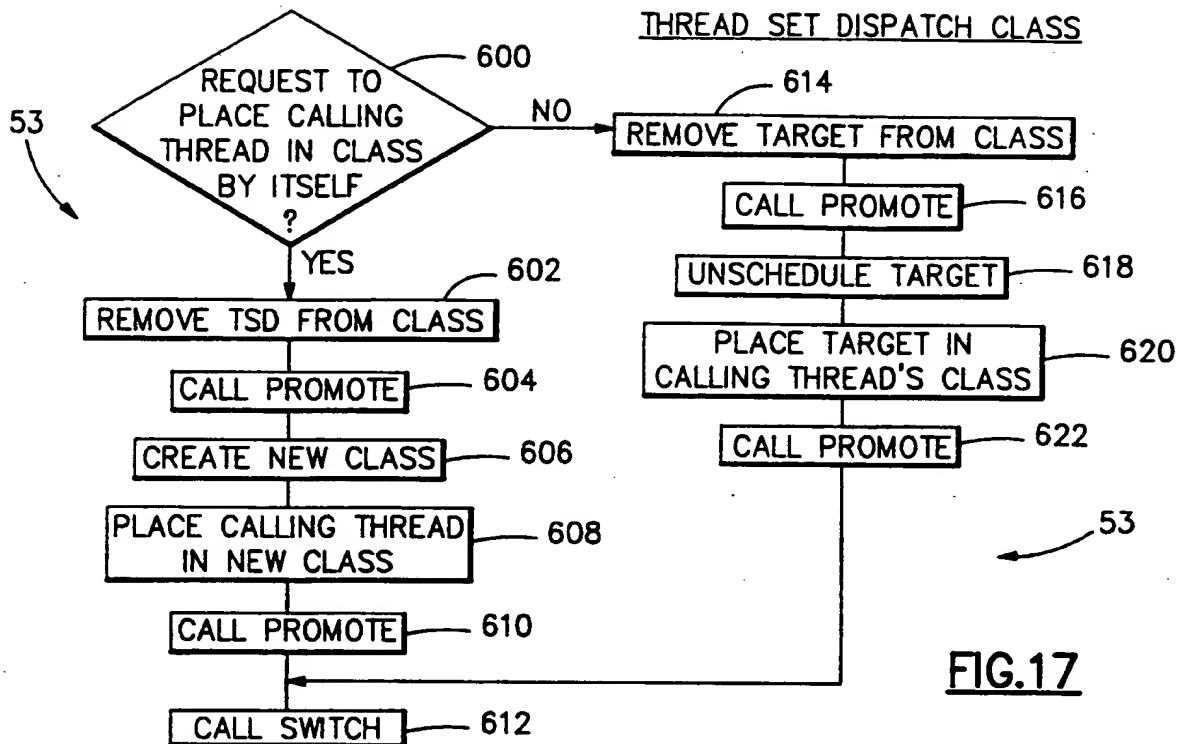 THREAD SET DISPATCH CLASS
600
REQUEST TO
PLACE CALLING
THREAD IN CLASS
BY ITSELF
?
53
NO
YES
602
REMOVE TSD FROM CLASS
CALL PROMOTE
604
CREATE NEW CLASS
606
PLACE CALLING THREAD
IN NEW CLASS
608
CALL PROMOTE
610
CALL SWITCH
612
614
REMOVE TARGET FROM CLASS
CALL PROMOTE
616
UNSCHEDULE TARGET
618
PLACE TARGET IN
CALLING THREAD'S CLASS
620
CALL PROMOTE
622
53
FIG.17